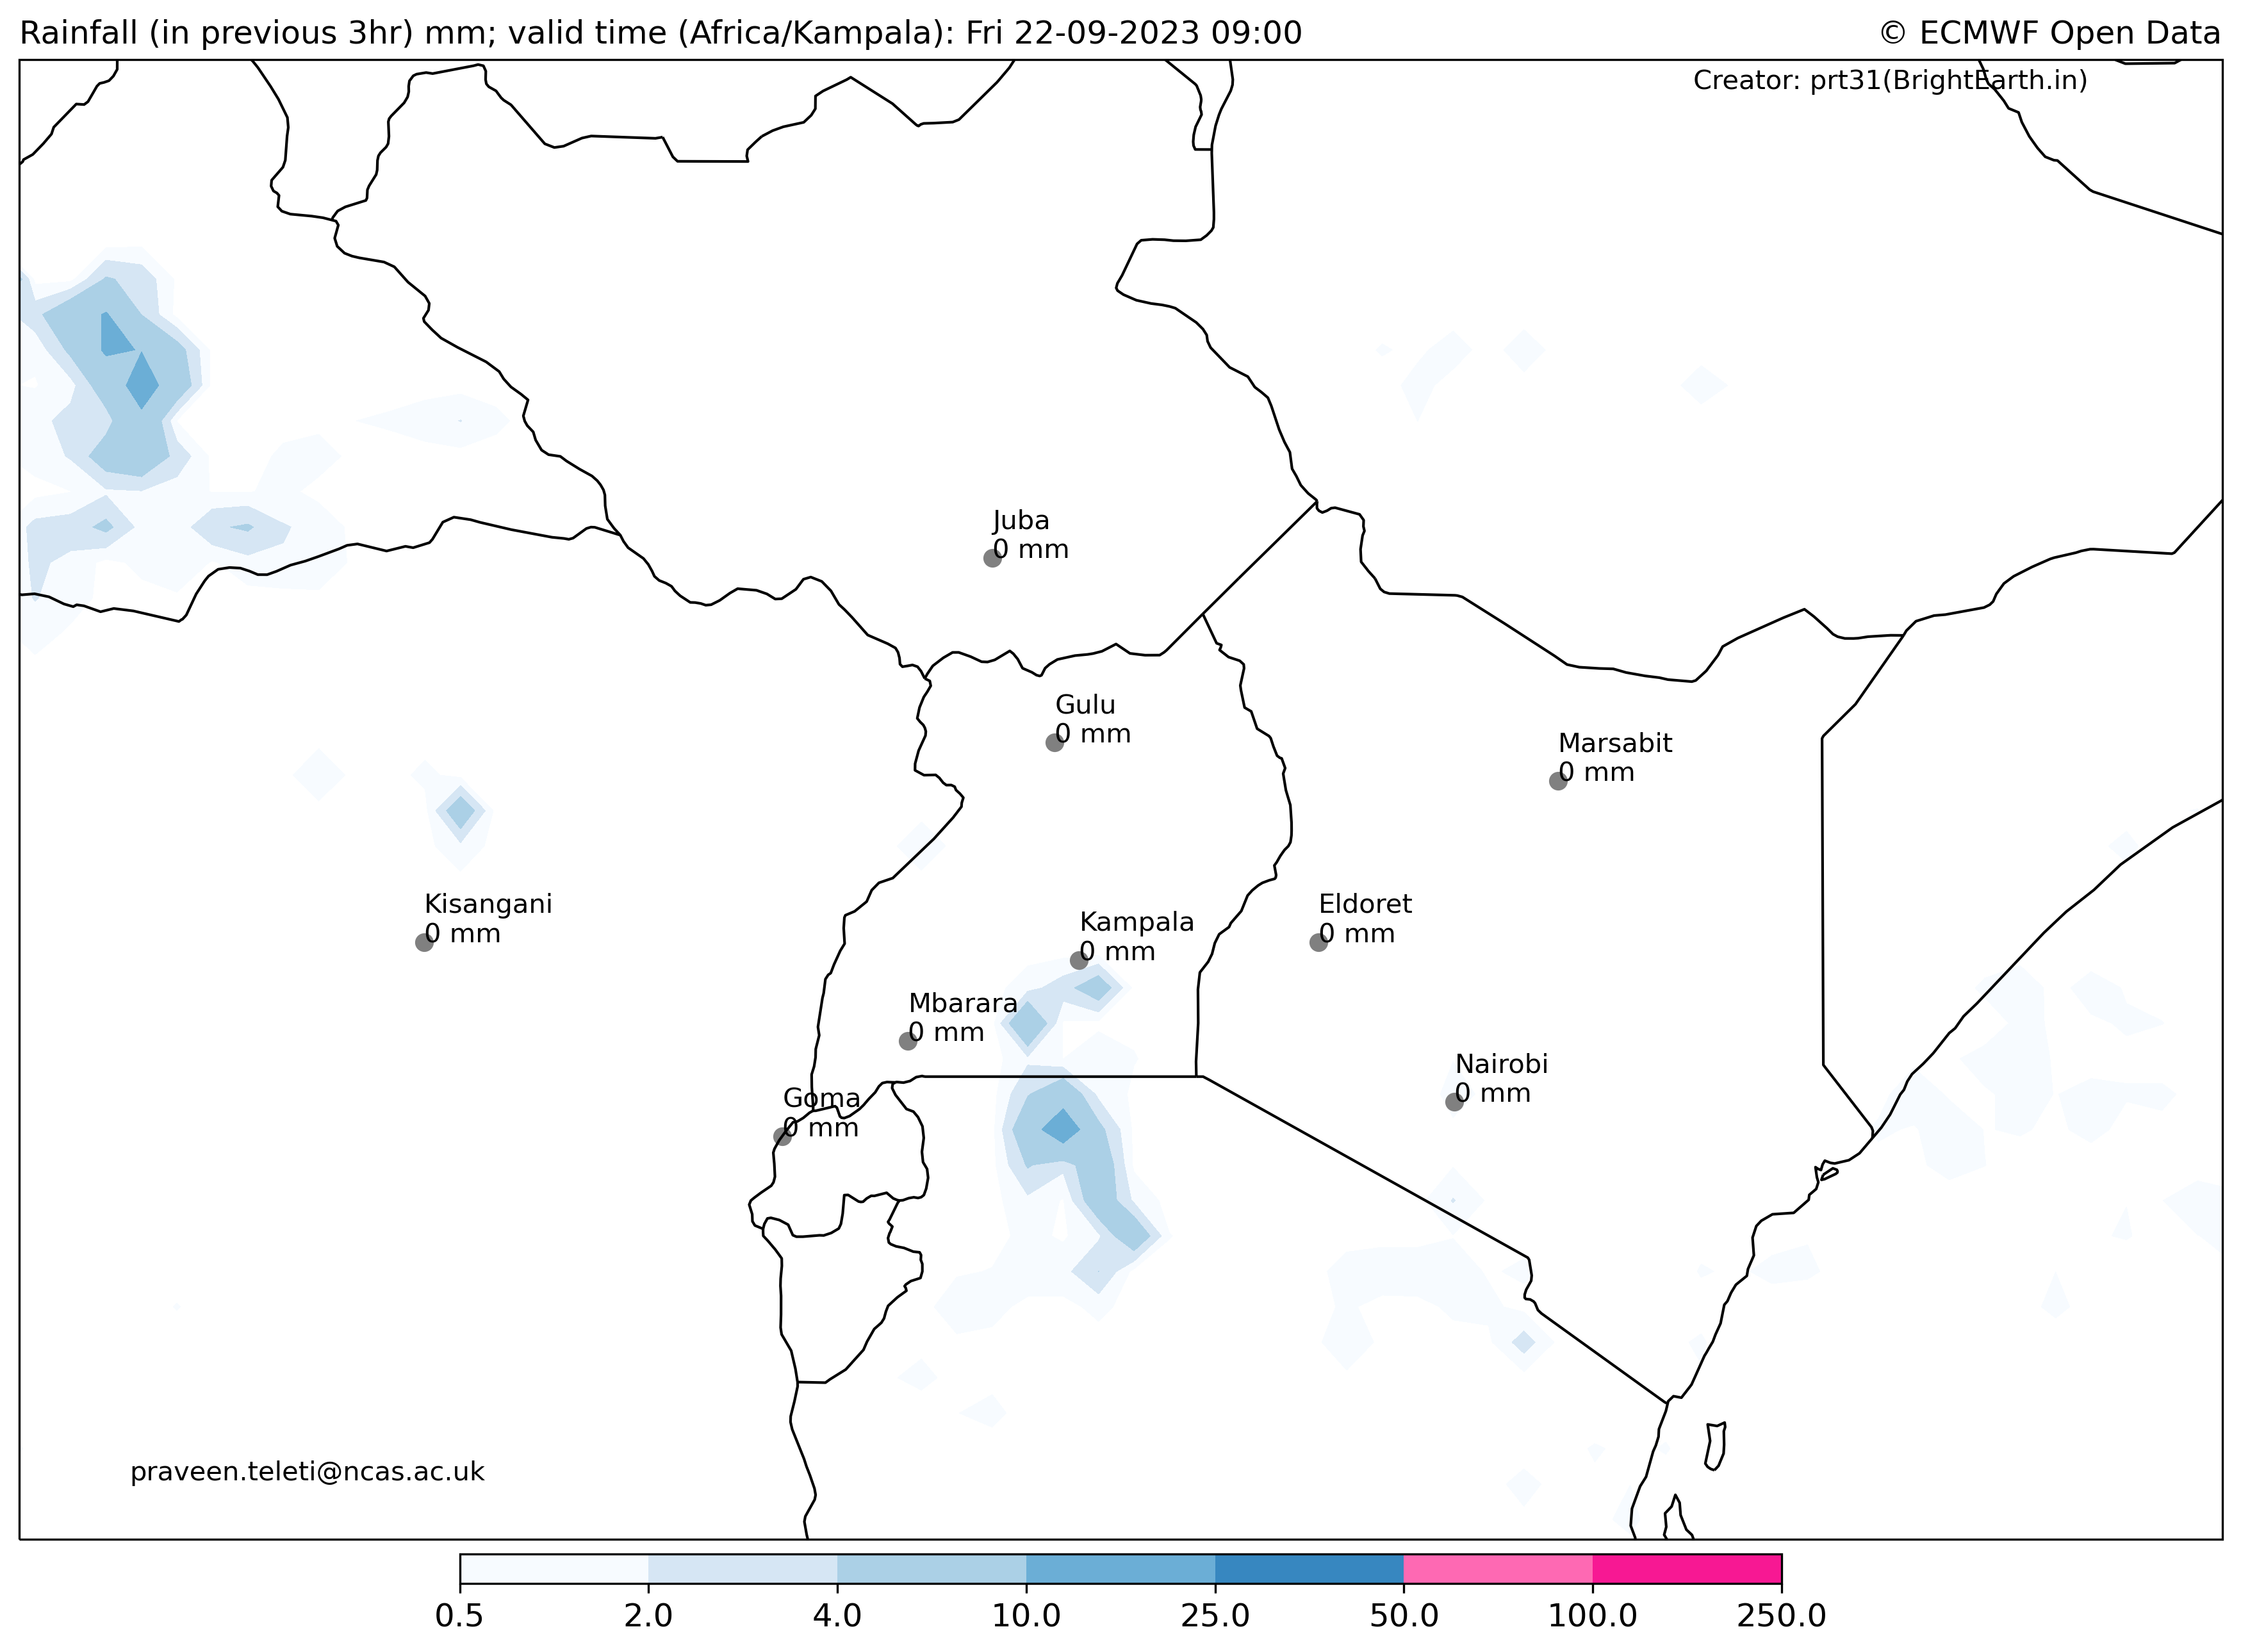 Rainfall (in previous 3hr) mm; valid time (Africa/Kampala): Fri 22-09-2023 09:00
© ECMWF Open Data
Creator: prt31(BrightEarth.in)
Juba
0 mm
Gulu
0 mm
Marsabit
0 mm
Kisangani
0 mm
Eldoret
0 mm
Kampala
0 mm
Mbarara
0 mm
Nairobi
0 mm
Goma
0 mm
praveen.teleti@ncas.ac.uk
0.5 2.0 4.0 10.0 25.0 50.0 100.0 250.0